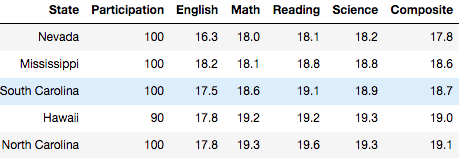 State Participation English Math Reading Science Composite
Nevada 100 16.3 18.0 18.1 18.2 17.8
Mississippi 100 18.2 18.1 18.8 18.8 18.6
South Carolina 100 17.5 18.6 19.1 18.9 18.7
Hawaii 90 17.8 19.2 19.2 19.3 19.0
North Carolina 100 17.8 19.3 19.6 19.3 19.1